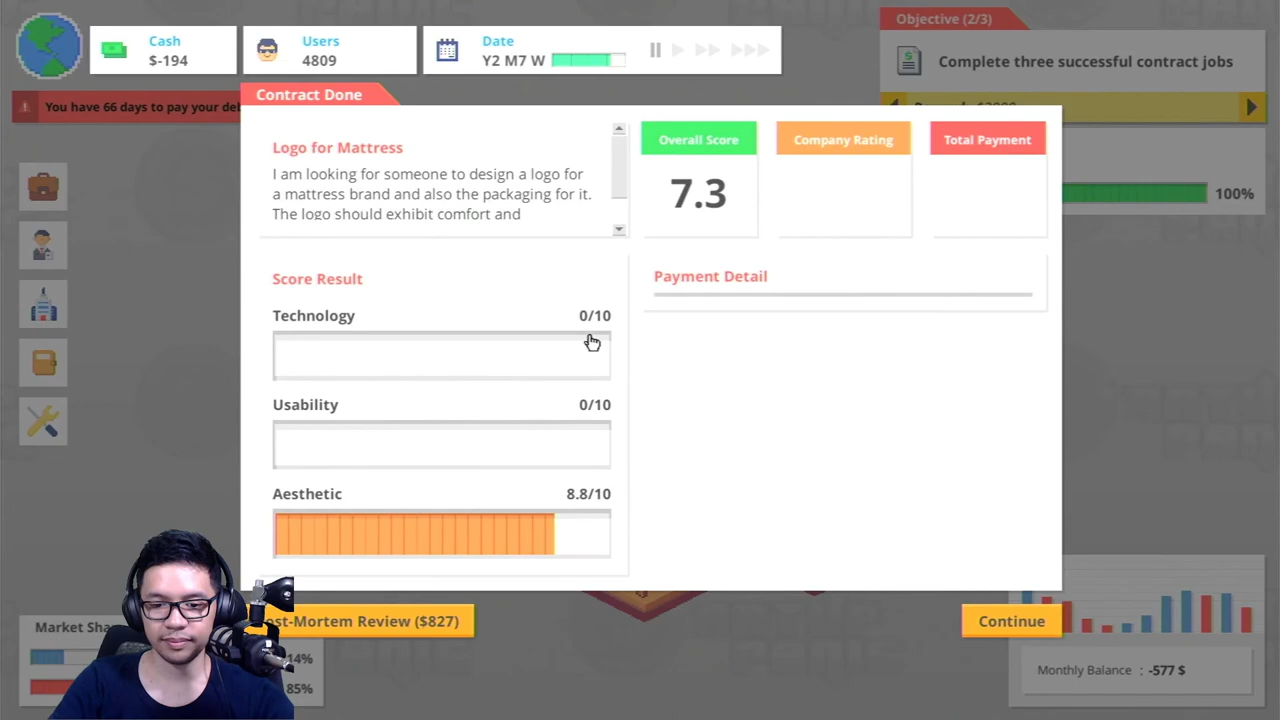 Cash
$-194
Users
4809
Date
Y2 M7 W
Objective (2/3)
Complete three successful contract jobs
You have 66 days to pay your
100%
Contract Done
Logo for Mattress
I am looking for someone to design a logo for
a mattress brand and also the packaging for it.
The logo should exhibit comfort and
Overall Score
7.3
Company Rating
Total Payment
Score Result
Technology
0/10
Usability
0/10
Aesthetic
8.8/10
Payment Detail
Post-Mortem Review ($827)
Continue
Market
14%
85%
Monthly Balance : -577 $